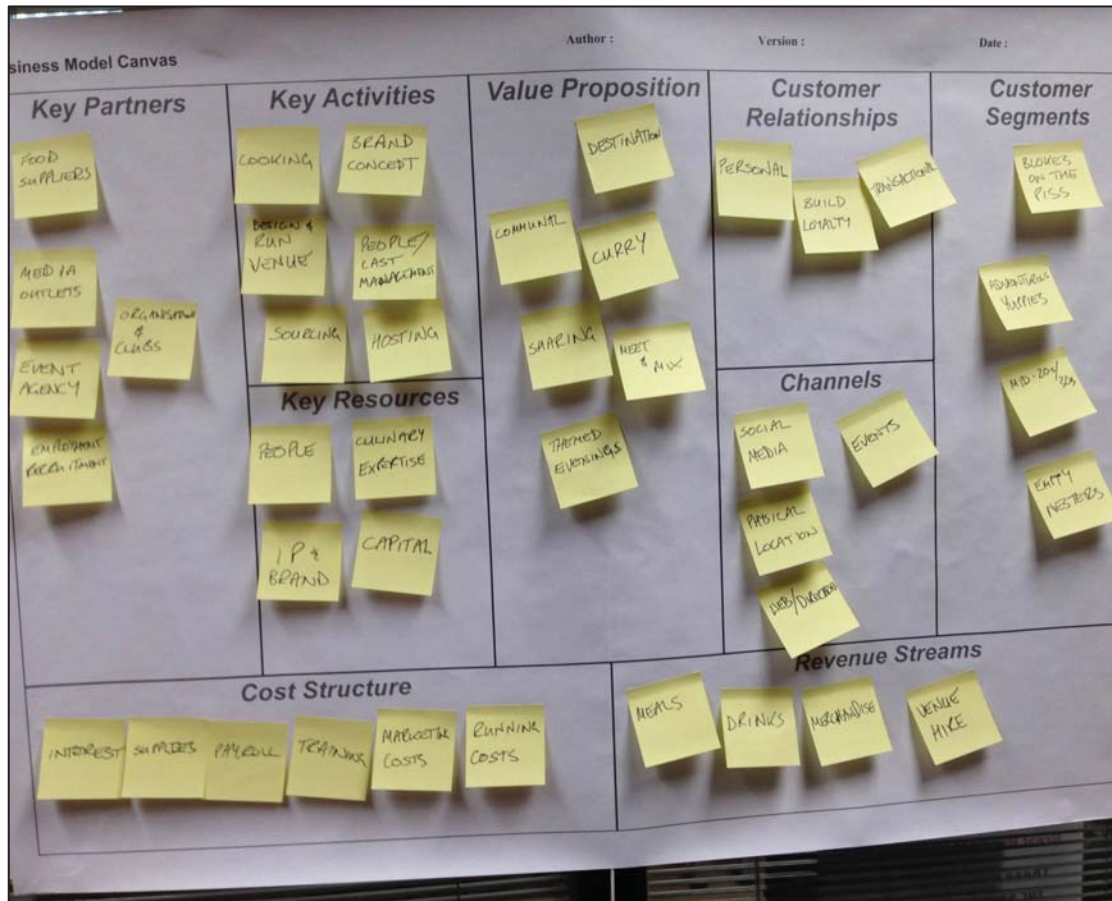 Author :
Version :
Date :
siness Model Canvas
Key Partners
FOOD
SUPPLIERS
MEDIA
OUTLETS
ORGANISATION
&
CLUBS
EVENT
AGENCY
EMPLOYMENT
RECRUITMENT
Key Activities
COOKING
BRAND
CONCEPT
DESIGN &
RUN
VENUE
PEOPLE/
CAST
MANAGEMENT
SOURCING
HOSTING
Key Resources
PEOPLE
CULINARY
EXPERTISE
IP &
BRAND
CAPITAL
Value Proposition
DESTINATION
COMMUNAL
CURRY
SHARING
MEET
&
MIX
THEMED
EVENINGS
Customer
Relationships
PERSONAL
BUILD
LOYALTY
TRANSACTIONAL
Channels
SOCIAL
MEDIA
EVENTS
PHYSICAL
LOCATION
WEB/
Customer
Segments
BLOKES
ON THE
PISS
ADVENTUROUS
YUPPIES
MID-20s/
EMPTY
NESTERS
Cost Structure
INTEREST
SUPPLIES
PAYROLL
TRAINING
MARKETING
COSTS
RUNNING
COSTS
Revenue Streams
MEALS
DRINKS
MERCHANDISE
VENUE
HIRE